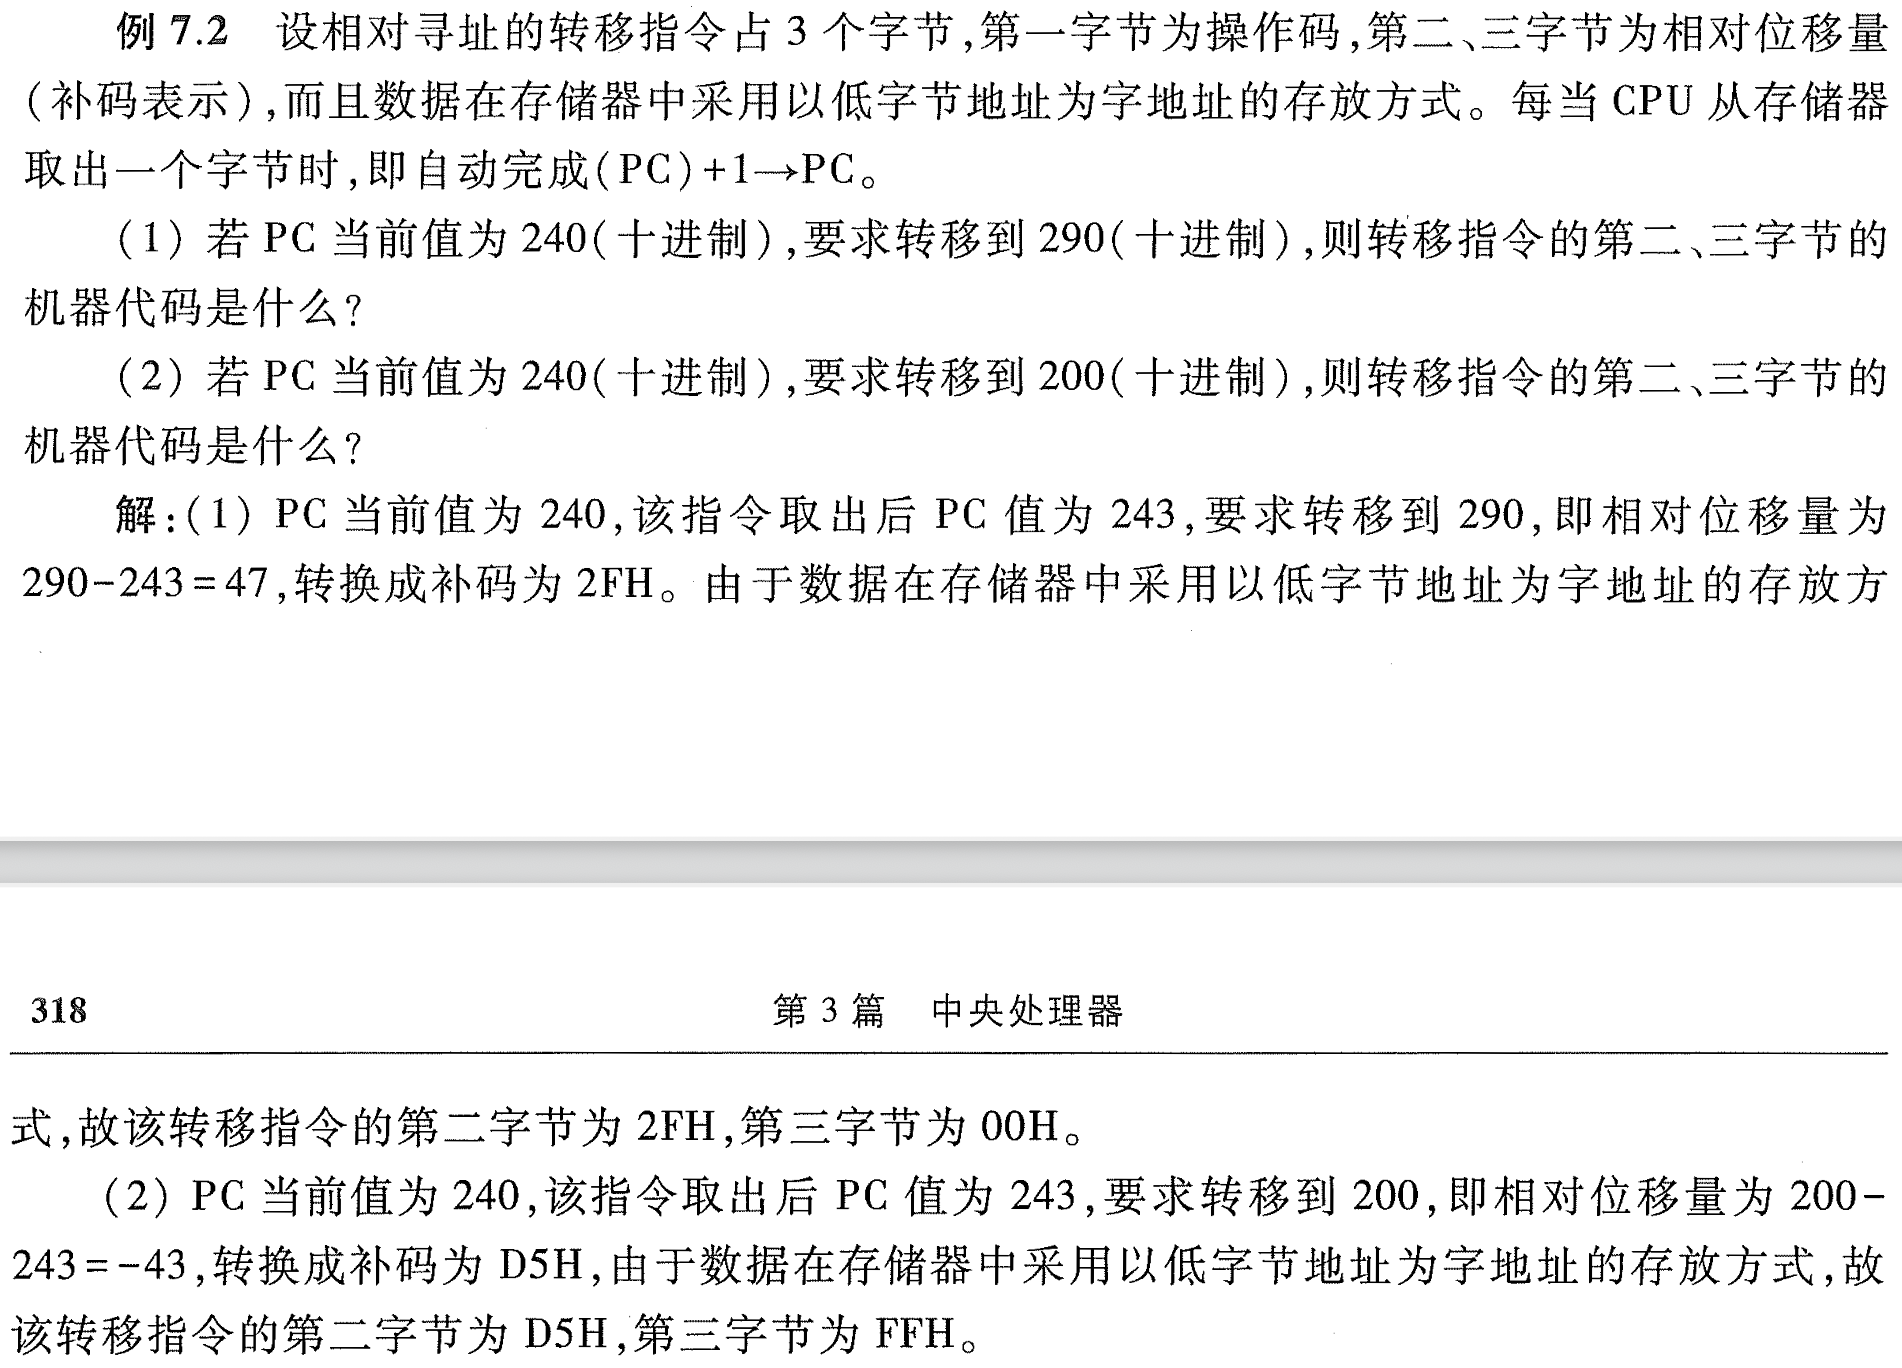 例 7.2 设相对寻址的转移指令占 3 个字节,第一字节为操作码,第二、三字节为相对位移量
(补码表示),而且数据在存储器中采用以低字节地址为字地址的存放方式。每当 CPU 从存储器
取出一个字节时,即自动完成(PC)+1→PC。
(1) 若 PC 当前值为 240(十进制),要求转移到 290(十进制),则转移指令的第二、三字节的
机器代码是什么?
(2) 若 PC 当前值为 240(十进制),要求转移到 200(十进制),则转移指令的第二、三字节的
机器代码是什么?
解:(1) PC 当前值为 240,该指令取出后 PC 值为 243,要求转移到 290,即相对位移量为
290-243=47,转换成补码为 2FH。由于数据在存储器中采用以低字节地址为字地址的存放方
318 第 3 篇 中央处理器
式,故该转移指令的第二字节为 2FH,第三字节为 00H。
(2) PC 当前值为 240,该指令取出后 PC 值为 243,要求转移到 200,即相对位移量为 200-
243=-43,转换成补码为 D5H,由于数据在存储器中采用以低字节地址为字地址的存放方式,故
该转移指令的第二字节为 D5H,第三字节为 FFH。